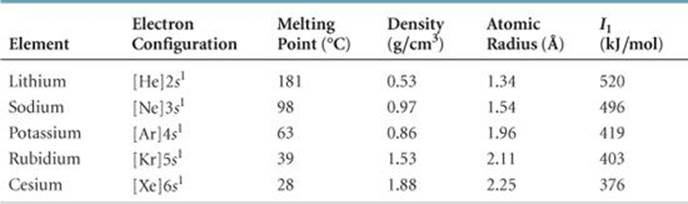 Element Electron Configuration Melting Point (°C) Density (g/cm³) Atomic Radius (Å) I₁ (kJ/mol)
Lithium [He]2s¹ 181 0.53 1.34 520
Sodium [Ne]3s¹ 98 0.97 1.54 496
Potassium [Ar]4s¹ 63 0.86 1.96 419
Rubidium [Kr]5s¹ 39 1.53 2.11 403
Cesium [Xe]6s¹ 28 1.88 2.25 376